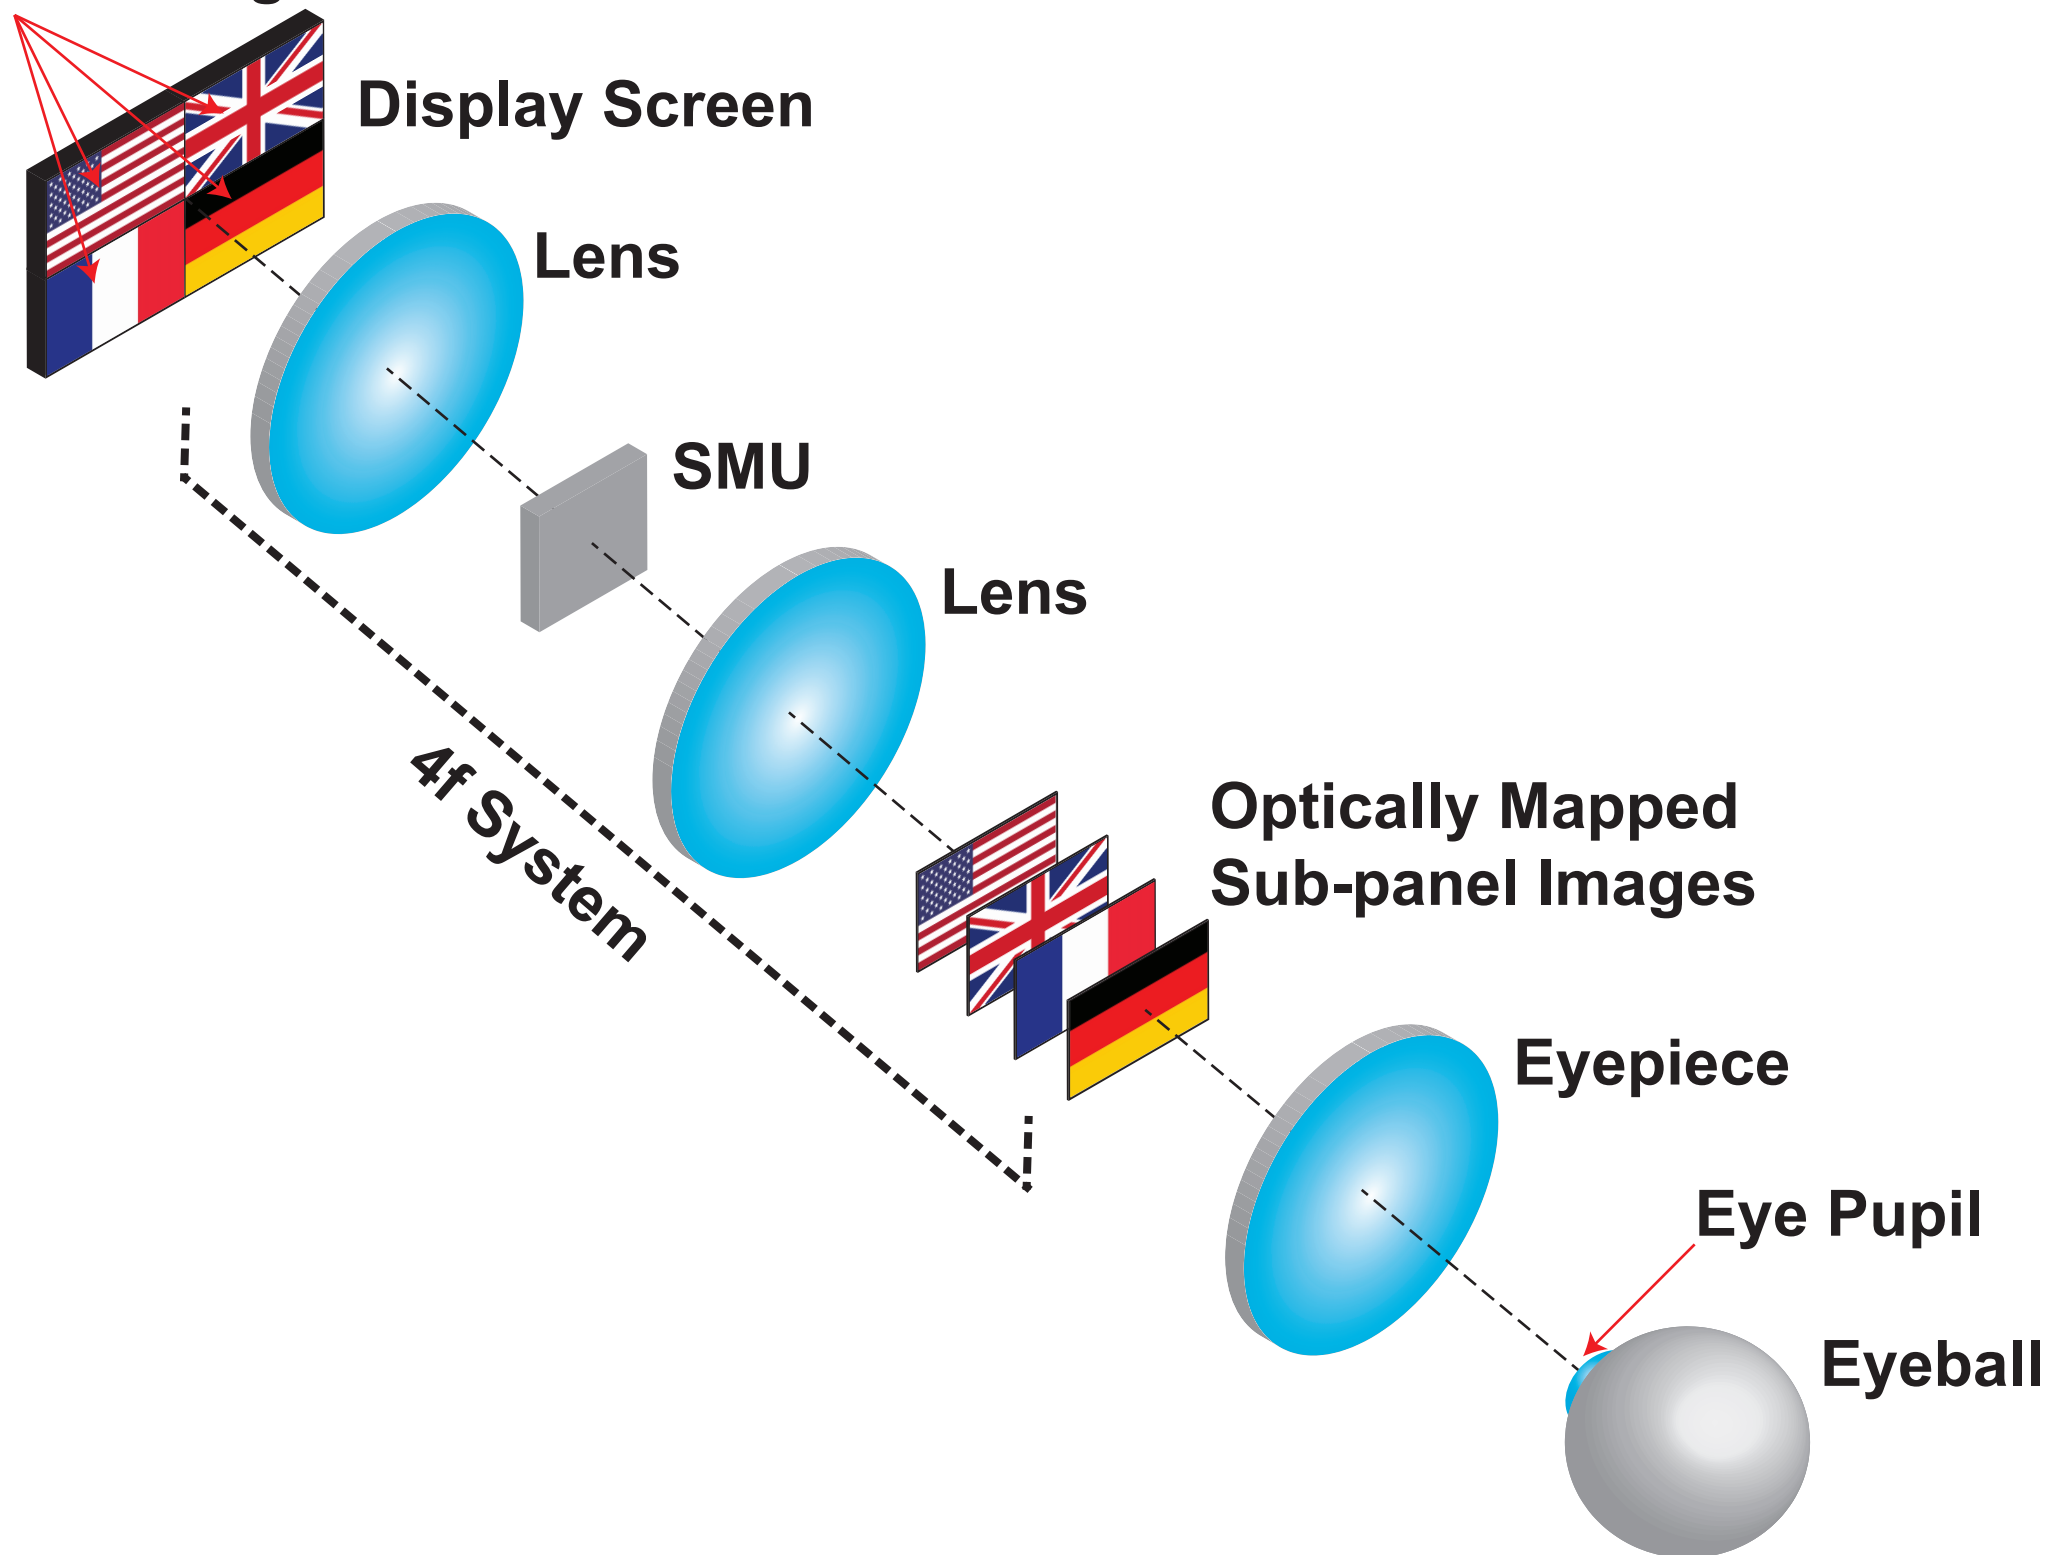 Display Screen
Lens
SMU
Lens
4f System
Optically Mapped
Sub-panel Images
Eyepiece
Eye Pupil
Eyeball